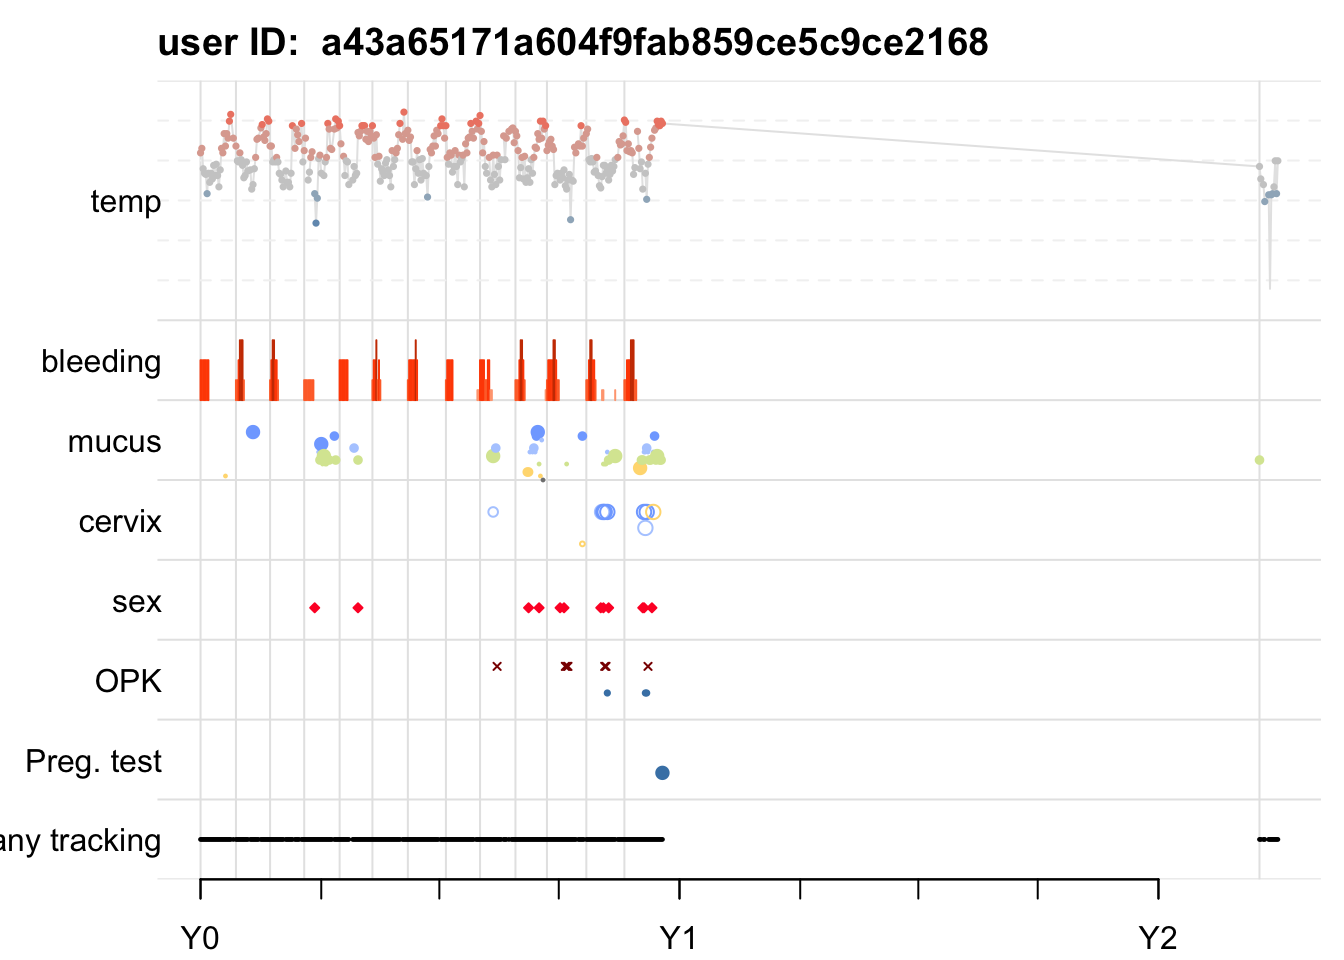 user ID:  a43a65171a604f9fab859ce5c9ce2168
temp
bleeding
mucus
cervix
sex
OPK
Preg. test
any tracking
Y0 Y1 Y2